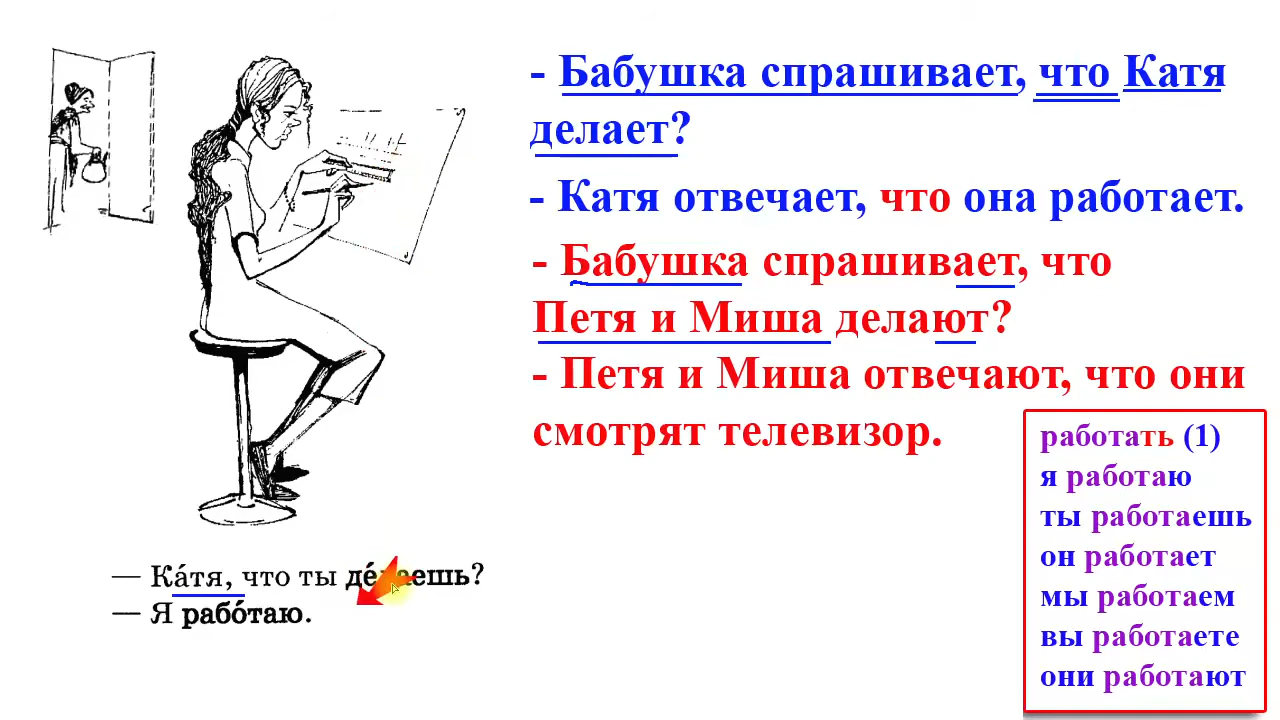 - Бабушка спрашивает, что Катя
делает?
- Катя отвечает, что она работает.
- Бабушка спрашивает, что
Петя и Миша делают?
- Петя и Миша отвечают, что они
смотрят телевизор.
работать (1)
я работаю
ты работаешь
он работает
мы работаем
вы работаете
они работают
— Ка́тя, что ты де́лаешь?
— Я рабо́таю.